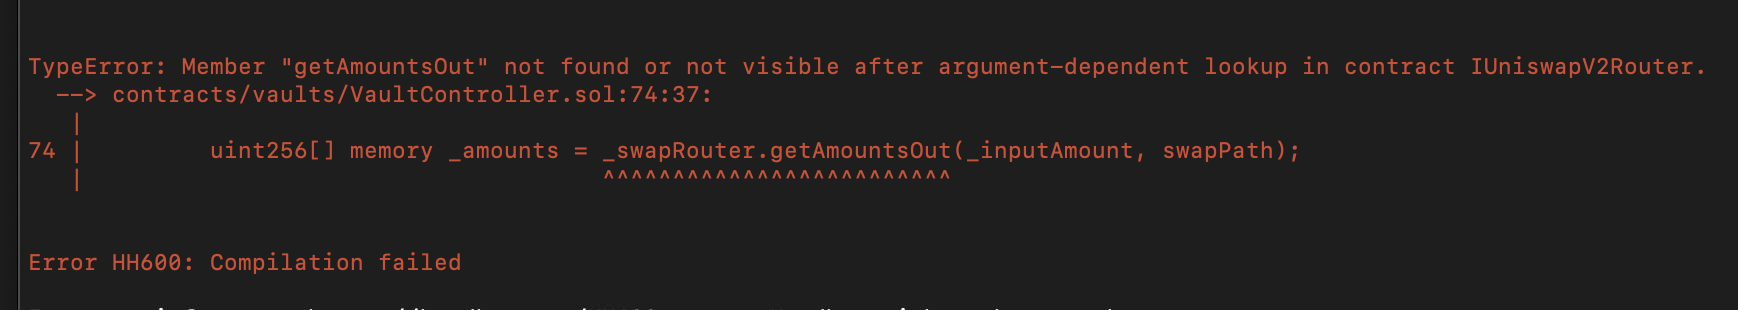 TypeError: Member "getAmountsOut" not found or not visible after argument-dependent lookup in contract IUniswapV2Router.
--> contracts/vaults/VaultController.sol:74:37:
|
74 | uint256[] memory _amounts = _swapRouter.getAmountsOut(_inputAmount, swapPath);
| ^^^^^^^^^^^^^^^^^^^^^^^^^
Error HH600: Compilation failed